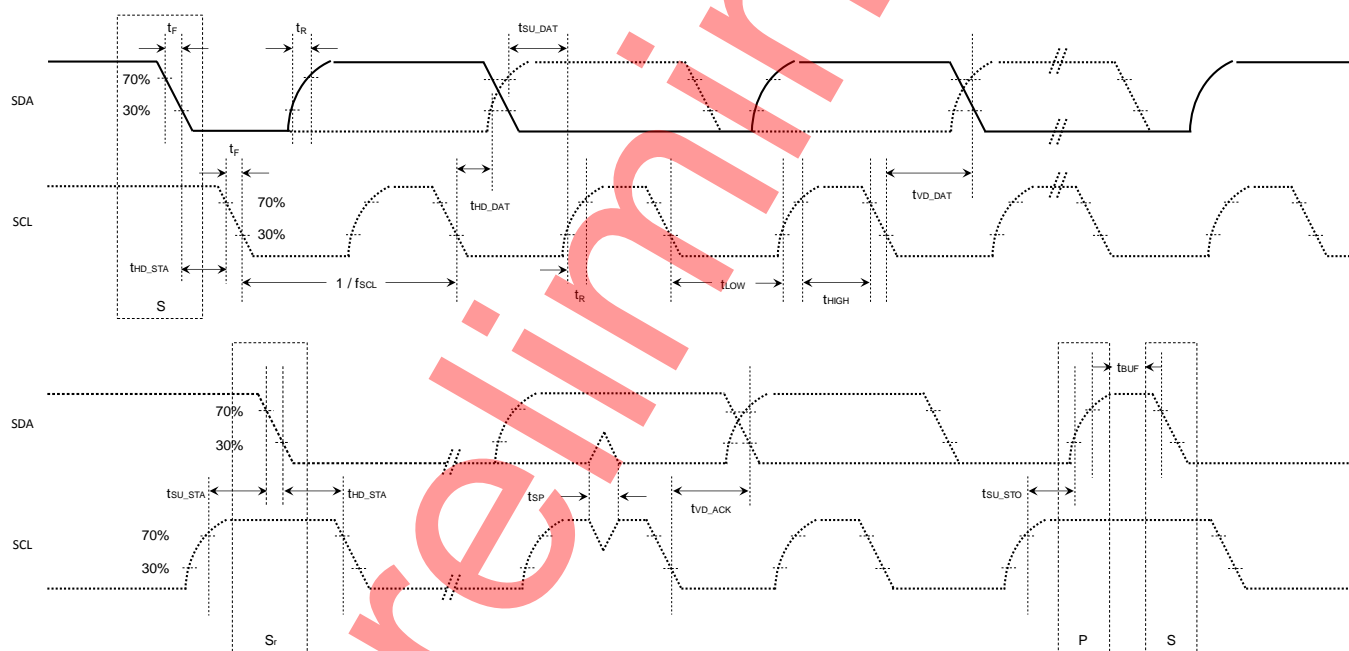 tF
tR
tSU_DAT
SDA
70%
30%
tF
tHD_DAT
tVD_DAT
SCL
70%
30%
tHD_STA
1 / fSCL
tR
tLOW
tHIGH
S
tBUF
SDA
70%
30%
tSU_STA
tHD_STA
tSP
tVD_ACK
tSU_STO
SCL
70%
30%
Sr
P
S
relimin